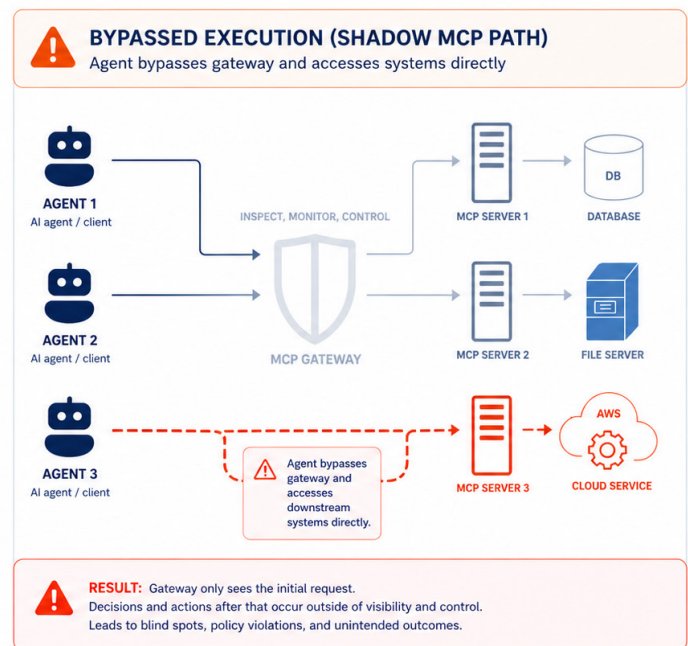 BYPASSED EXECUTION (SHADOW MCP PATH)
Agent bypasses gateway and accesses systems directly
AGENT 1
AI agent / client
INSPECT, MONITOR, CONTROL
MCP GATEWAY
MCP SERVER 1
DB
DATABASE
AGENT 2
AI agent / client
MCP SERVER 2
FILE SERVER
AGENT 3
AI agent / client
Agent bypasses
gateway and
accesses
downstream
systems directly.
MCP SERVER 3
AWS
CLOUD SERVICE
RESULT: Gateway only sees the initial request.
Decisions and actions after that occur outside of visibility and control.
Leads to blind spots, policy violations, and unintended outcomes.